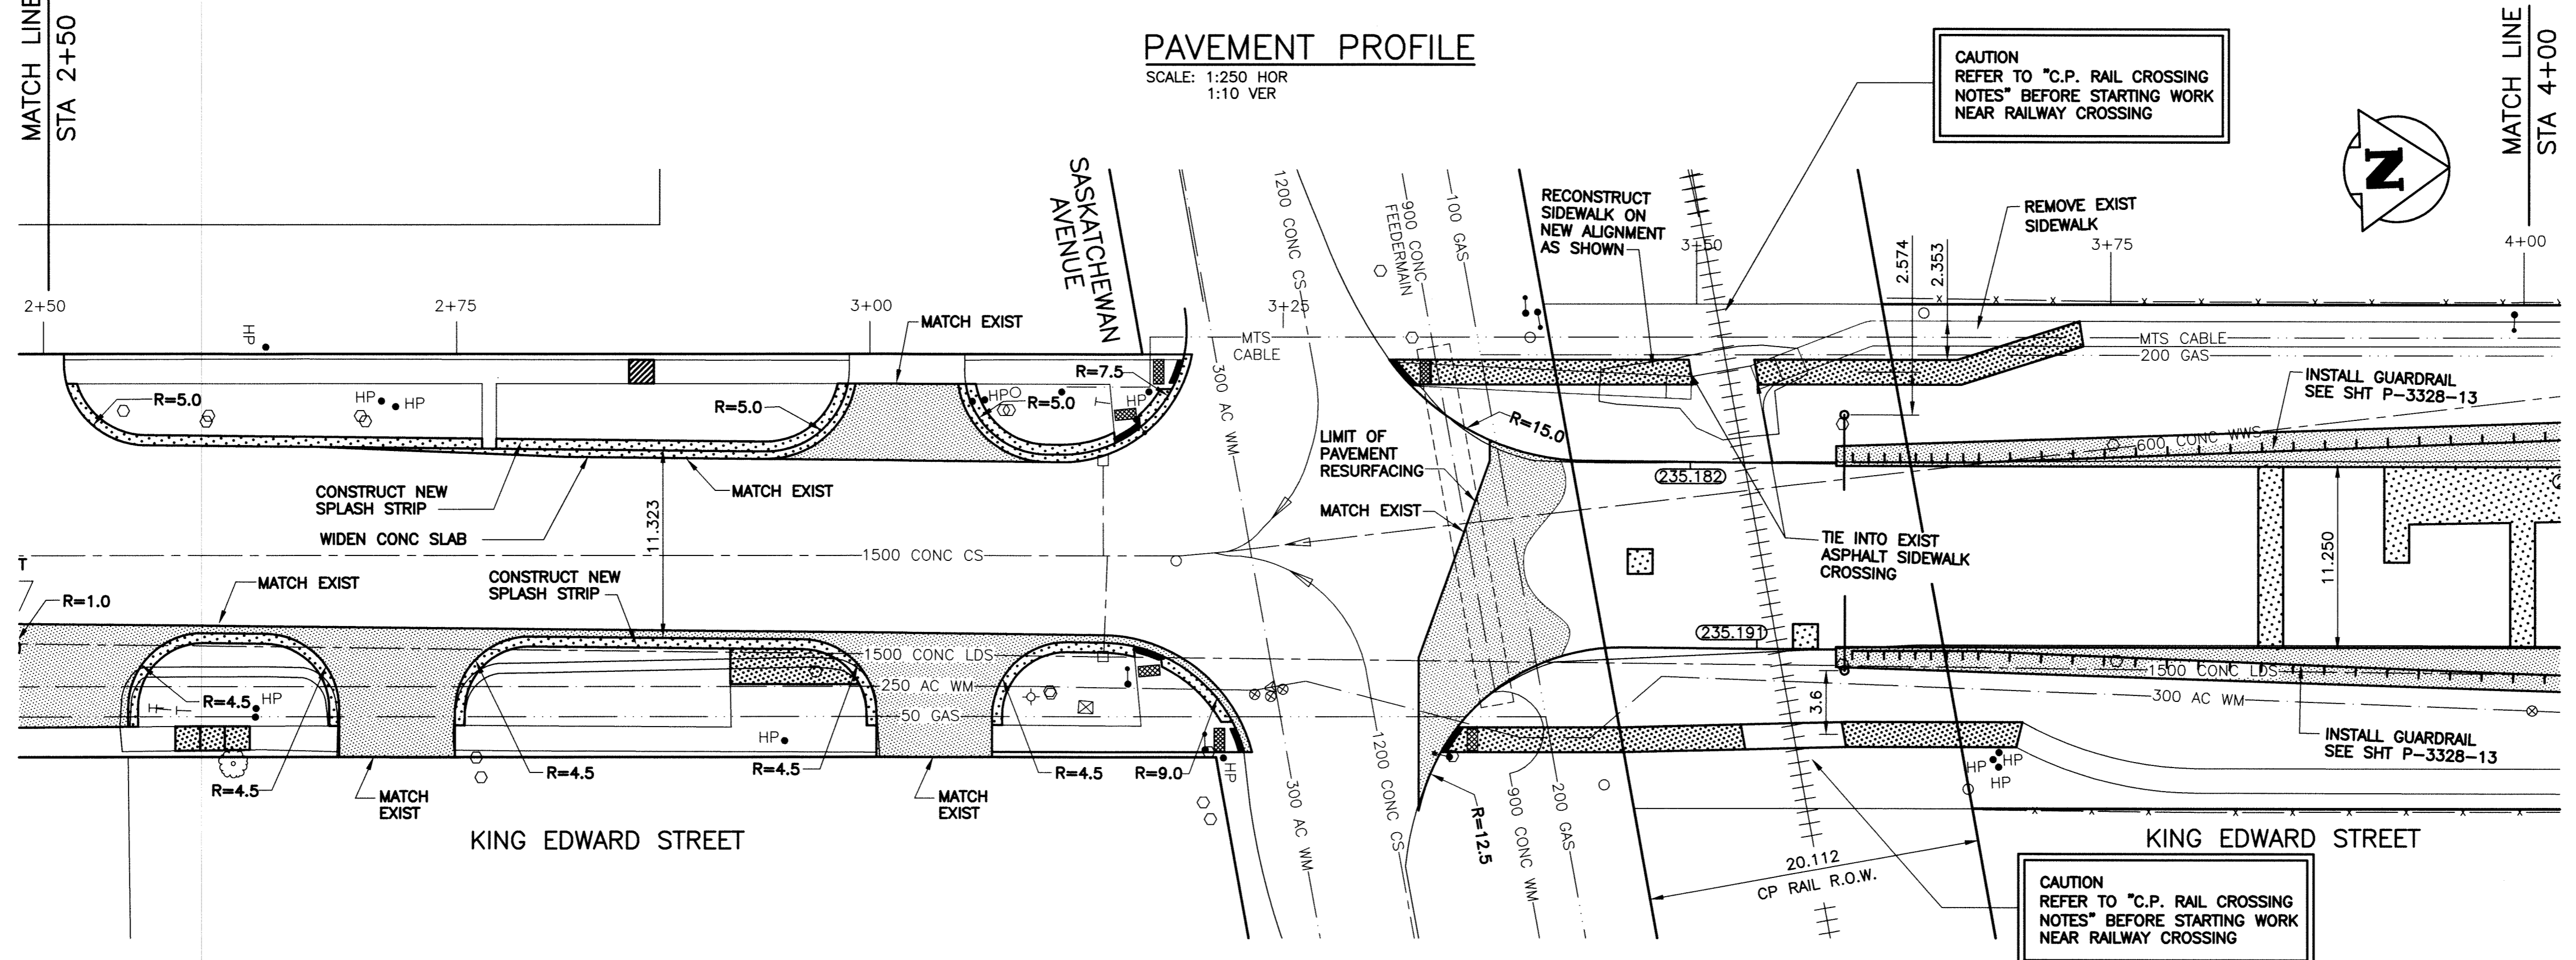 MATCH LINE
STA 2+50
PAVEMENT PROFILE
SCALE: 1:250 HOR
1:10 VER
CAUTION
REFER TO "C.P. RAIL CROSSING
NOTES" BEFORE STARTING WORK
NEAR RAILWAY CROSSING
N
MATCH LINE
STA 4+00
SASKATCHEWAN
AVENUE
1200 CONC CS
900 CONC
FEEDERMAIN
100 GAS
RECONSTRUCT
SIDEWALK ON
NEW ALIGNMENT
AS SHOWN
3+50
REMOVE EXIST
SIDEWALK
2.574
2.353
3+75
4+00
2+50
2+75
3+00
3+25
HP
MATCH EXIST
MTS
CABLE
MTS CABLE
200 GAS
R=5.0
HP
HP
R=5.0
HP
R=5.0
R=7.5
HP
300 AC WM
R=15.0
INSTALL GUARDRAIL
SEE SHT P-3328-13
600 CONC WWS
LIMIT OF
PAVEMENT
RESURFACING
MATCH EXIST
235.182
CONSTRUCT NEW
SPLASH STRIP
MATCH EXIST
WIDEN CONC SLAB
11.323
1500 CONC CS
TIE INTO EXIST
ASPHALT SIDEWALK
CROSSING
11.250
T
R=1.0
MATCH EXIST
CONSTRUCT NEW
SPLASH STRIP
235.191
1500 CONC LDS
250 AC WM
50 GAS
1500 CONC LDS
300 AC WM
3.6
R=4.5
HP
HP
R=4.5
R=4.5
R=4.5
R=4.5
R=9.0
HP
MATCH
EXIST
MATCH
EXIST
300 AC WM
1200 CONC CS
R=12.5
900 CONC WM
200 GAS
HP
HP
HP
INSTALL GUARDRAIL
SEE SHT P-3328-13
KING EDWARD STREET
KING EDWARD STREET
20.112
CP RAIL R.O.W.
CAUTION
REFER TO "C.P. RAIL CROSSING
NOTES" BEFORE STARTING WORK
NEAR RAILWAY CROSSING